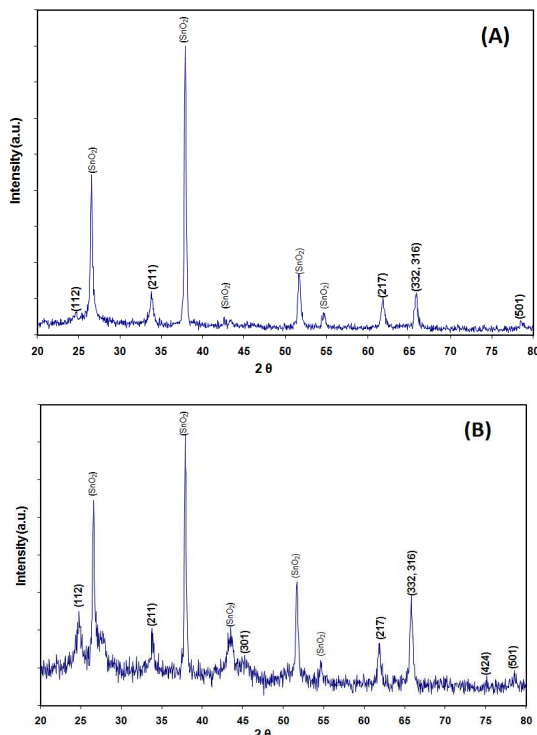 (A)
Intensity (a.u.)
(112)
(SnO2)
(211)
(SnO2)
(SnO2)
(SnO2)
(SnO2)
(217)
(332, 316)
(501)
20 25 30 35 40 45 50 55 60 65 70 75 80
2 θ
(B)
Intensity (a.u.)
(112)
(SnO2)
(211)
(SnO2)
(SnO2)
(301)
(SnO2)
(SnO2)
(217)
(332, 316)
(424)
(501)
20 25 30 35 40 45 50 55 60 65 70 75 80
2 θ